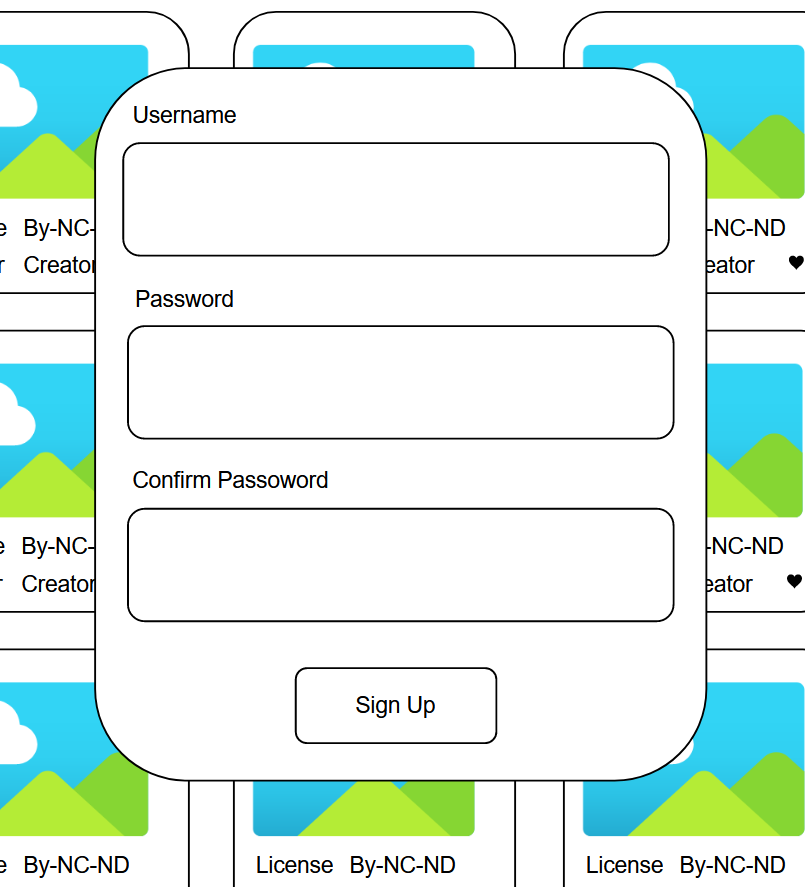 Username
e By-NC- -NC-ND
r Creator eator
Password
Confirm Passoword
e By-NC- -NC-ND
r Creator eator
Sign Up
e By-NC-ND License By-NC-ND License By-NC-ND